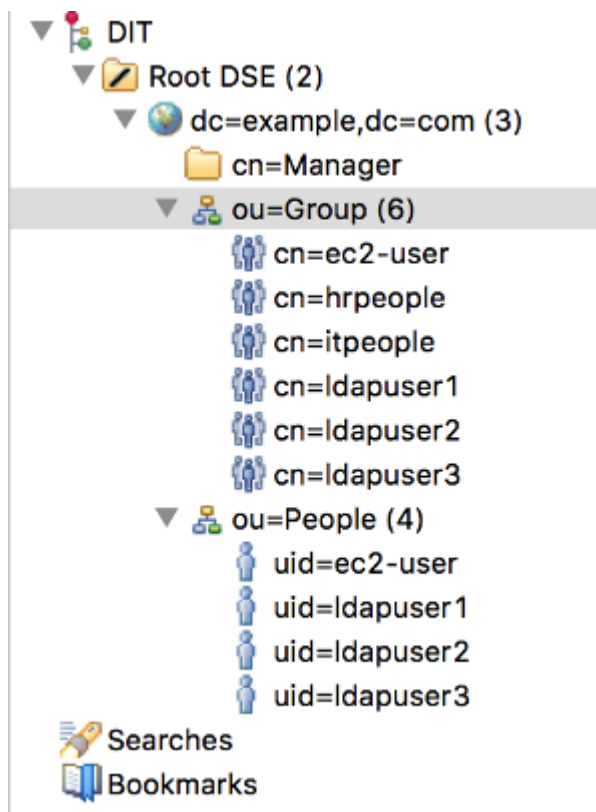 DIT
Root DSE (2)
dc=example,dc=com (3)
cn=Manager
ou=Group (6)
cn=ec2-user
cn=hrpeople
cn=itpeople
cn=ldapuser1
cn=ldapuser2
cn=ldapuser3
ou=People (4)
uid=ec2-user
uid=ldapuser1
uid=ldapuser2
uid=ldapuser3
Searches
Bookmarks